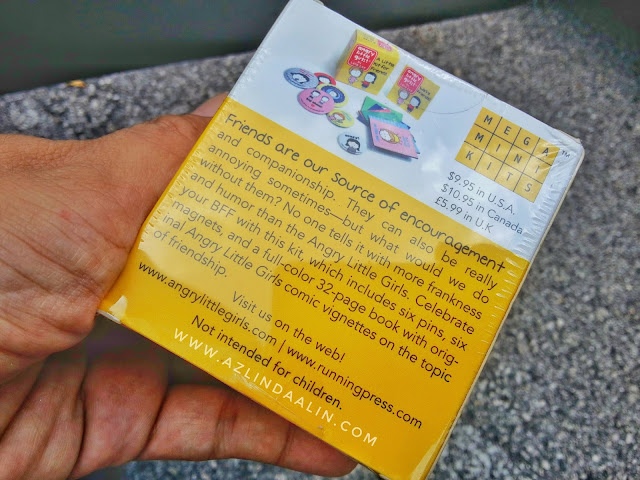 MEGA
MINI
KITS™
$9.95 in U.S.A.
$10.95 in Canada
£5.99 in U.K
Friends are our source of encouragement
and companionship. They can also be really
annoying sometimes—but what would we do
without them? No one tells it with more frankness
and humor than the Angry Little Girls. Celebrate
your BFF with this kit, which includes six pins, six
magnets, and a full-color 32-page book with orig-
inal Angry Little Girls comic vignettes on the topic
of friendship.
Visit us on the web!
www.angrylittlegirls.com | www.runningpress.com
Not intended for children.
WWW.AZLINDAALIN.COM